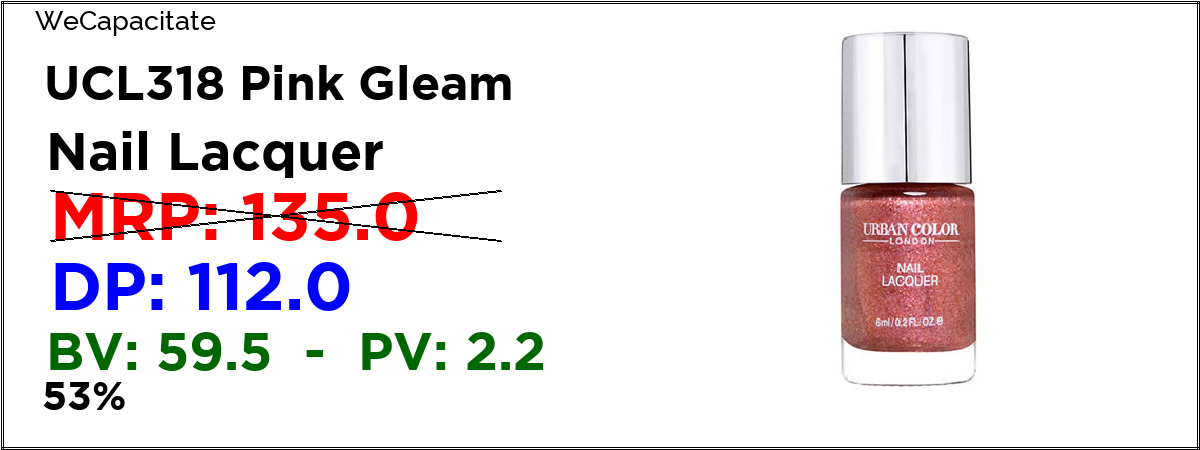 WeCapacitate
UCL318 Pink Gleam
Nail Lacquer
MRP: 135.0
DP: 112.0
BV: 59.5 - PV: 2.2
53%
URBAN COLOR
LONDON
NAIL
LACQUER
6ml/0.2 FL. OZ.℮